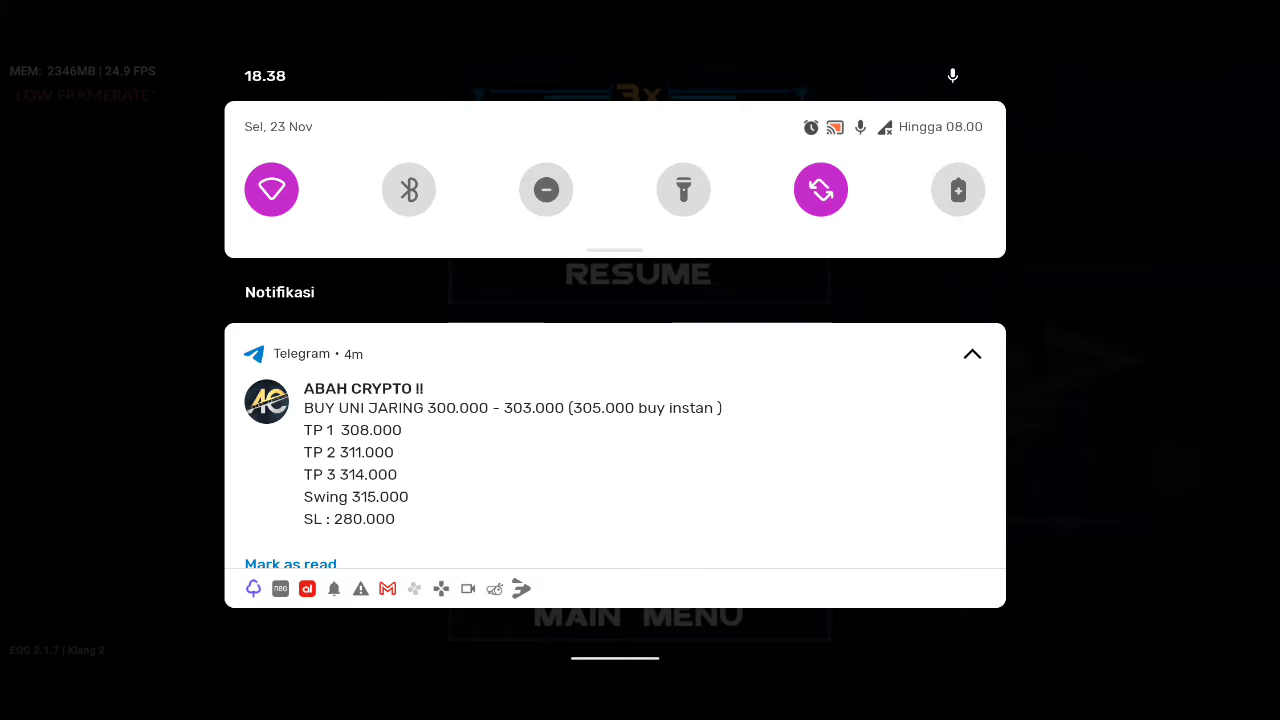 MEM: 2346MB | 24.9 FPS
LOW FRAMERATE
18.38
3x
Sel, 23 Nov
Hingga 08.00
RESUME
Notifikasi
Telegram • 4m
ABAH CRYPTO !!
BUY UNI JARING 300.000 - 303.000 (305.000 buy instan )
TP 1  308.000
TP 2 311.000
TP 3 314.000
Swing 315.000
SL : 280.000
Mark as read
neo
al
MAIN MENU
EGG 2.1.7 | Klang 2